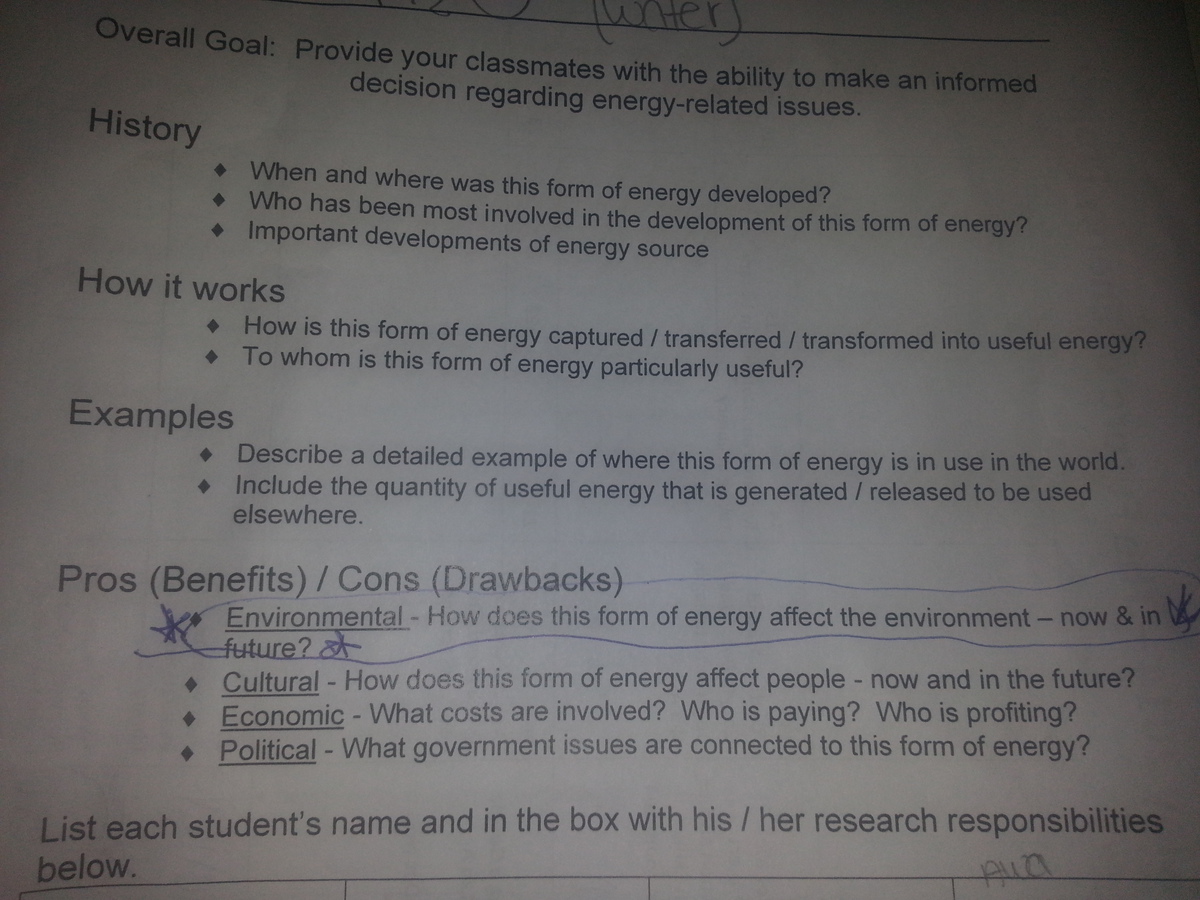 (Water)
Overall Goal: Provide your classmates with the ability to make an informed
decision regarding energy-related issues.
History
♦ When and where was this form of energy developed?
♦ Who has been most involved in the development of this form of energy?
♦ Important developments of energy source
How it works
♦ How is this form of energy captured / transferred / transformed into useful energy?
♦ To whom is this form of energy particularly useful?
Examples
♦ Describe a detailed example of where this form of energy is in use in the world.
♦ Include the quantity of useful energy that is generated / released to be used
elsewhere.
Pros (Benefits) / Cons (Drawbacks)
♦ Environmental - How does this form of energy affect the environment – now & in
future?
♦ Cultural - How does this form of energy affect people - now and in the future?
♦ Economic - What costs are involved? Who is paying? Who is profiting?
♦ Political - What government issues are connected to this form of energy?
List each student's name and in the box with his / her research responsibilities
below.